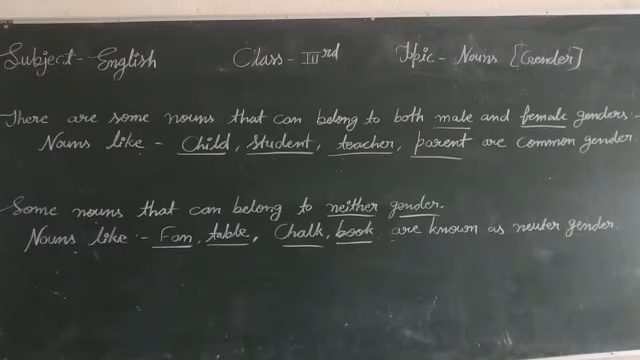 Subject - English Class - IIIrd Topic - Nouns [Gender]
There are some nouns that can belong to both male and female genders. -
Nouns like - Child, student, teacher, parent are common gender.
Some nouns that can belong to neither gender.
Nouns like - Fan, table, Chalk, book are known as neuter gender.